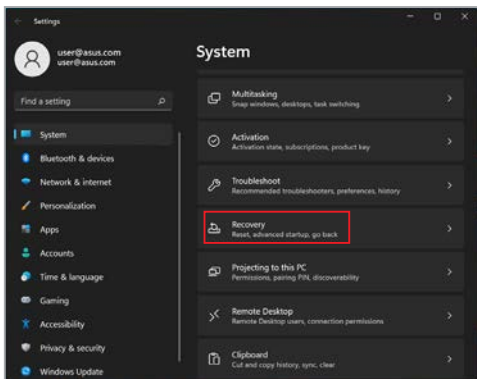 Settings
user@asus.com
user@asus.com
Find a setting
System
Bluetooth & devices
Network & internet
Personalization
Apps
Accounts
Time & language
Gaming
Accessibility
Privacy & security
Windows Update
System
Multitasking
Snap windows, desktops, task switching
Activation
Activation state, subscriptions, product key
Troubleshoot
Recommended troubleshooters, preferences, history
Recovery
Reset, advanced startup, go back
Projecting to this PC
Permissions, pairing PIN, discoverability
Remote Desktop
Remote Desktop users, connection permissions
Clipboard
Cut and copy history, sync, clear